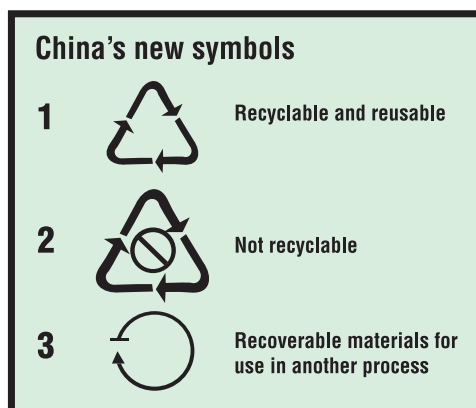 China's new symbols
1 Recyclable and reusable
2 Not recyclable
3 Recoverable materials for
use in another process